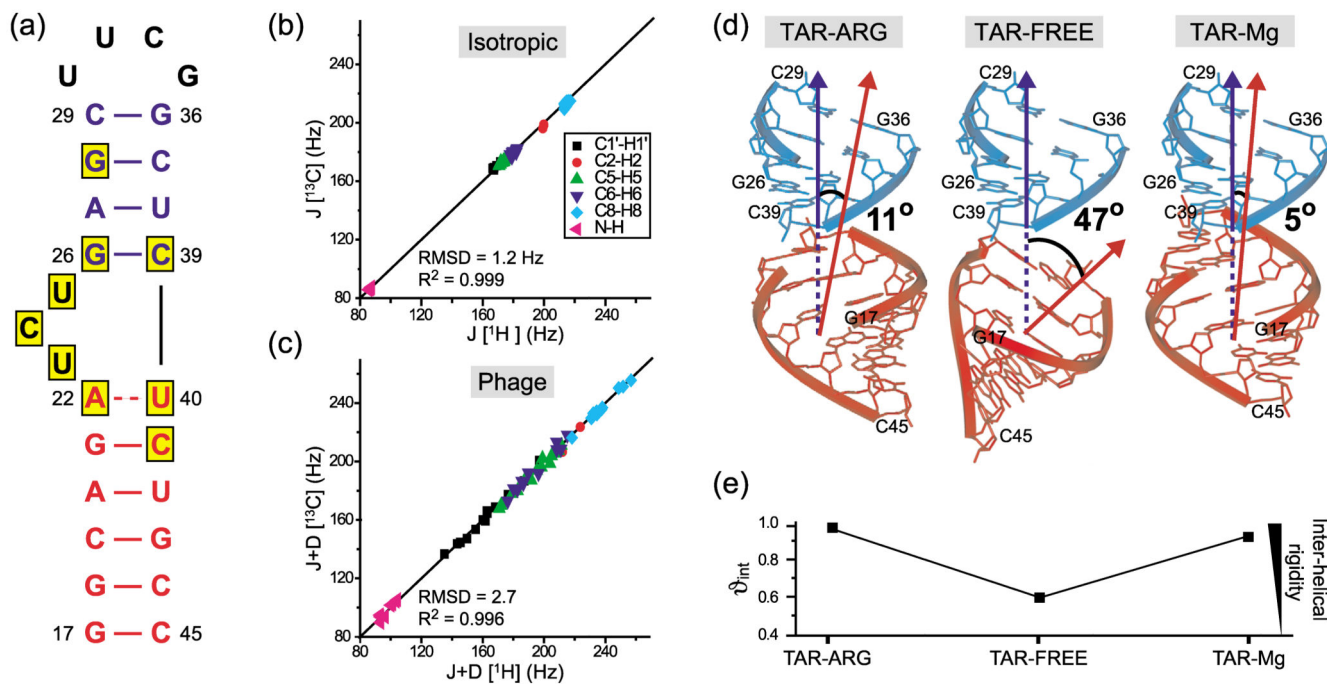 (a)
U C
U G
29 C G 36
G C
A U
26 G C 39
U
C
U
22 A U 40
G C
A U
C G
G C
17 G C 45
(b)
Isotropic
J [¹³C] (Hz)
240
200
160
120
80
C1'-H1'
C2-H2
C5-H5
C6-H6
C8-H8
N-H
RMSD = 1.2 Hz
R² = 0.999
80 120 160 200 240
J [¹H ] (Hz)
(c)
Phage
J+D [¹³C] (Hz)
240
200
160
120
80
RMSD = 2.7
R² = 0.996
80 120 160 200 240
J+D [¹H] (Hz)
(d)
TAR-ARG TAR-FREE TAR-Mg
C29 C29 C29
G36 G36 G36
G26 G26 G26
C39 C39 C39
11° 47° 5°
G17 G17 G17
C45 C45 C45
(e)
ϑint
1.0
0.8
0.6
0.4
Inter-helical
rigidity
TAR-ARG TAR-FREE TAR-Mg